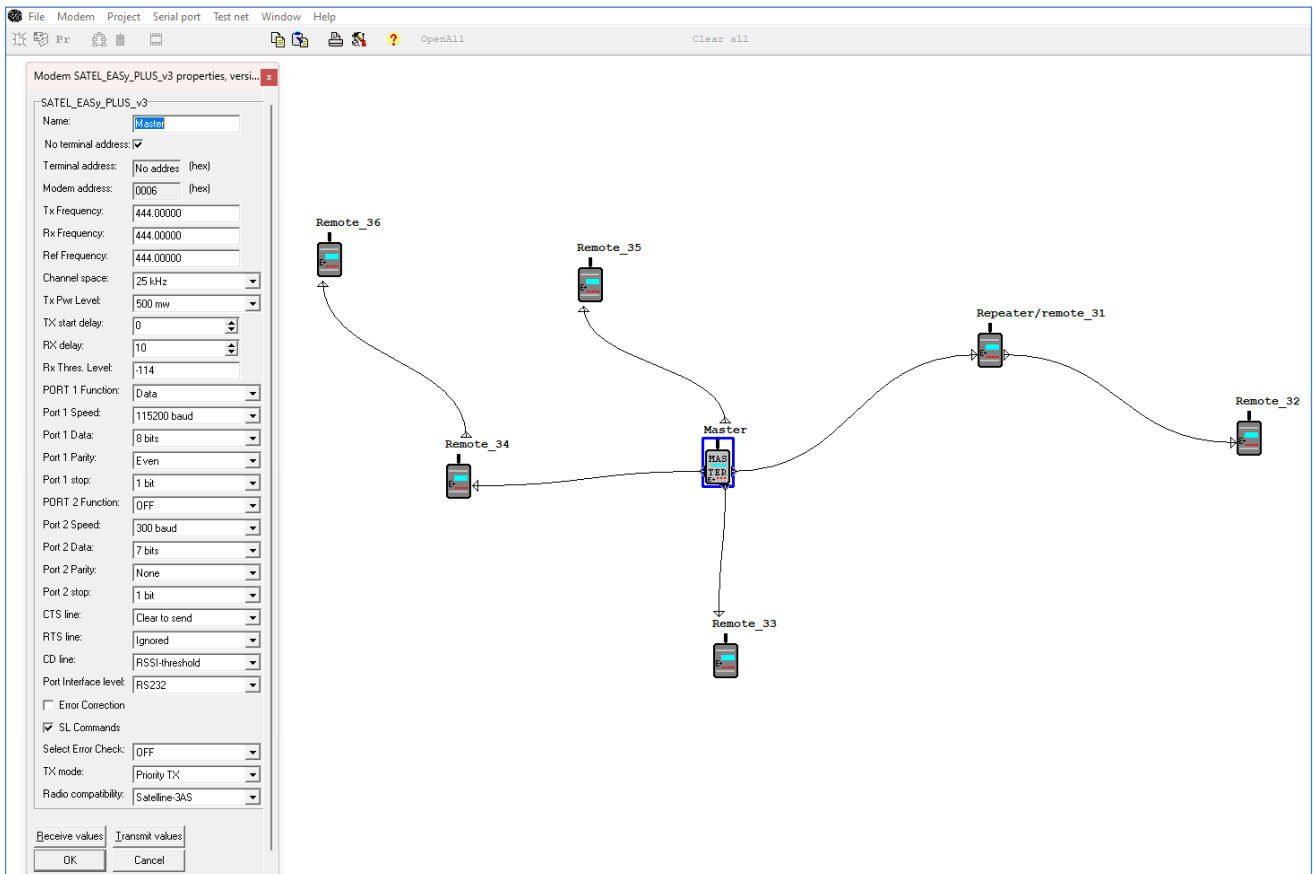 File Modem Project Serial port Test net Window Help
Pr ? OpenAll Clear all
Modem SATEL_EASy_PLUS_v3 properties, versi... x
SATEL_EASy_PLUS_v3
Name: Master
No terminal address:
Terminal address: No addres (hex)
Modem address: 0006 (hex)
Tx Frequency: 444.00000
Rx Frequency: 444.00000
Ref Frequency: 444.00000
Channel space: 25 kHz
Tx Pwr Level: 500 mw
TX start delay: 0
RX delay: 10
Rx Thres. Level: -114
PORT 1 Function: Data
Port 1 Speed: 115200 baud
Port 1 Data: 8 bits
Port 1 Parity: Even
Port 1 stop: 1 bit
PORT 2 Function: OFF
Port 2 Speed: 300 baud
Port 2 Data: 7 bits
Port 2 Parity: None
Port 2 stop: 1 bit
CTS line: Clear to send
RTS line: Ignored
CD line: RSSI-threshold
Port Interface level: RS232
Error Correction
SL Commands
Select Error Check: OFF
TX mode: Priority TX
Radio compatibility: Satelline-3AS
Receive values Transmit values
OK Cancel
Remote_36
E+
Remote_35
E+
Repeater/remote_31
E+
Remote_32
E+
Master
MAS
TER
E+
Remote_34
E+
Remote_33
E+